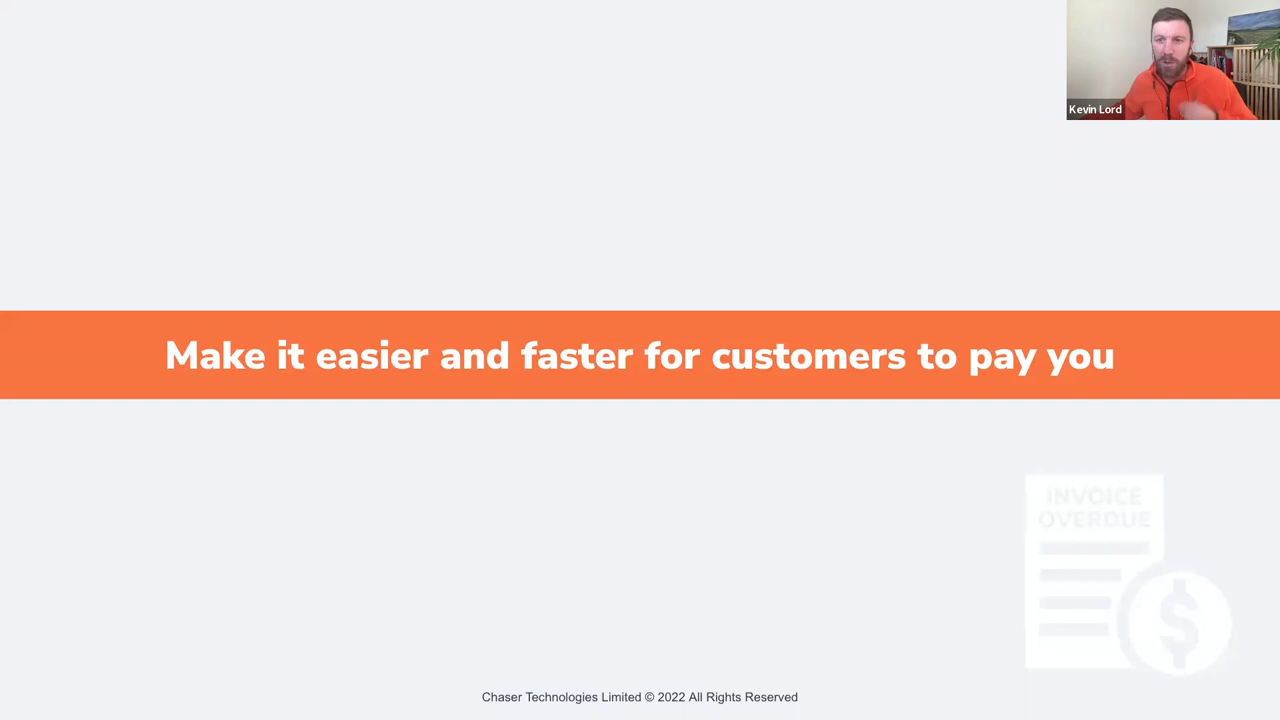 Kevin Lord
Make it easier and faster for customers to pay you
INVOICE
OVERDUE
$
Chaser Technologies Limited © 2022 All Rights Reserved